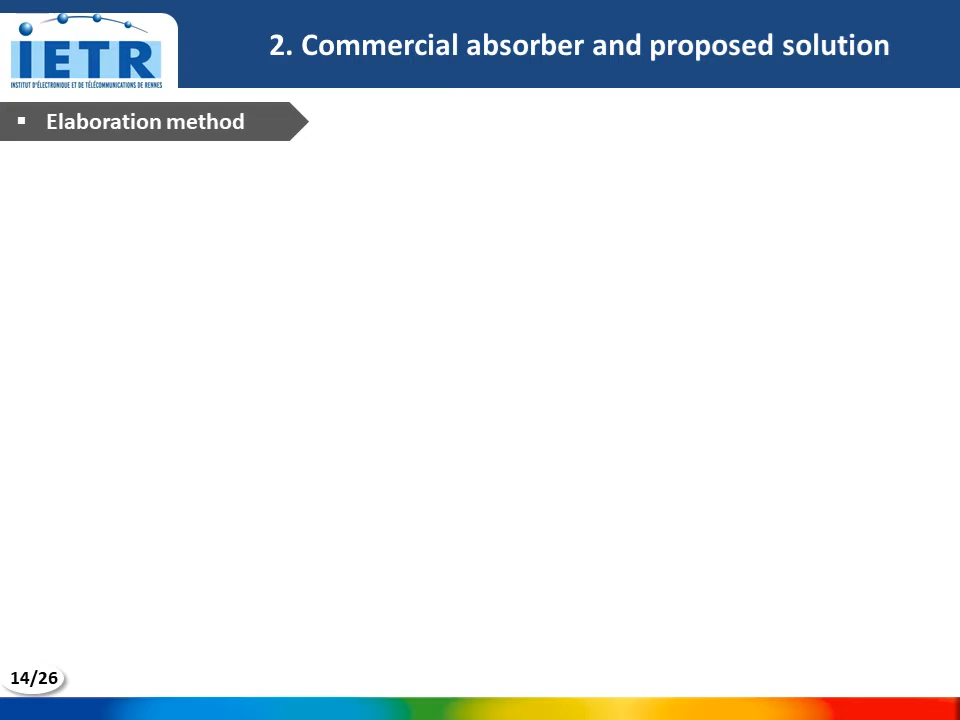 iETR
INSTITUT D'ÉLECTRONIQUE ET DE TÉLÉCOMMUNICATIONS DE RENNES
2. Commercial absorber and proposed solution
▪ Elaboration method
14/26